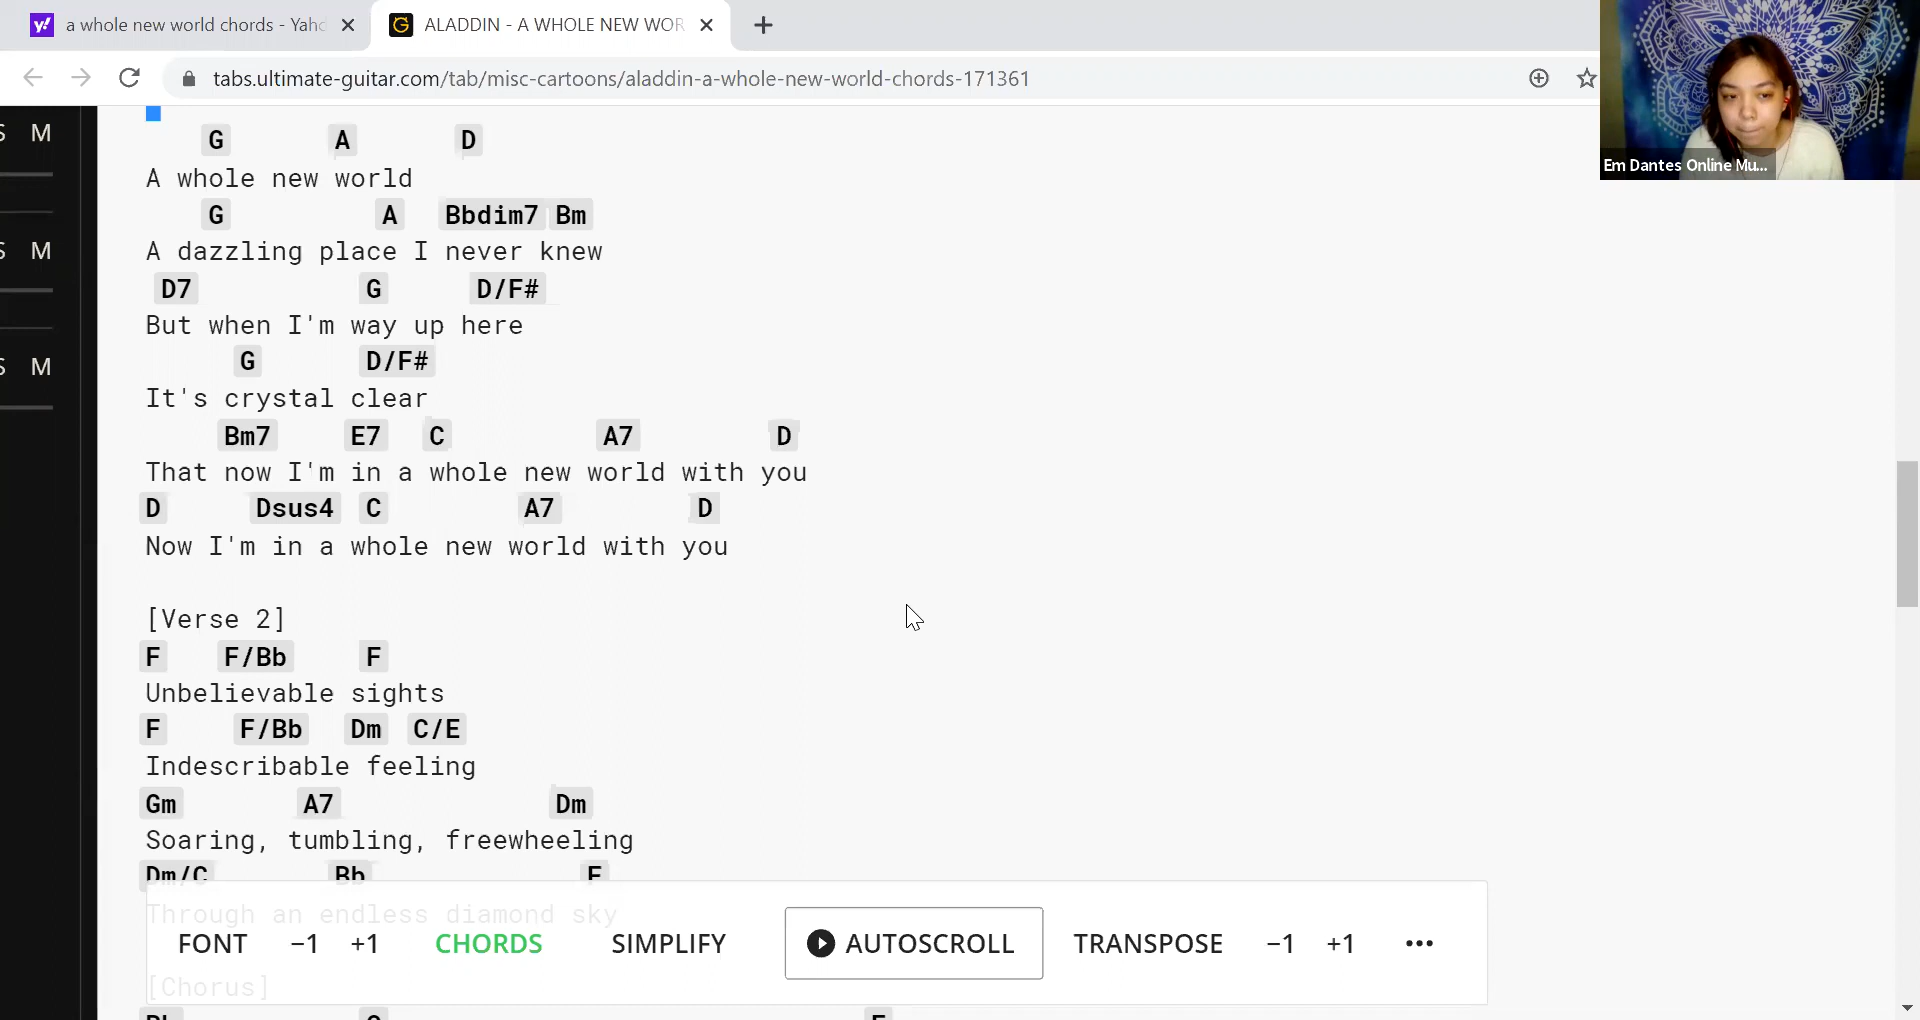 a whole new world chords - Yah
ALADDIN - A WHOLE NEW WOR
tabs.ultimate-guitar.com/tab/misc-cartoons/aladdin-a-whole-new-world-chords-171361
Em Dantes Online Mu...
S M
S M
S M
G A D
A whole new world
G A Bbdim7 Bm
A dazzling place I never knew
D7 G D/F#
But when I'm way up here
G D/F#
It's crystal clear
Bm7 E7 C A7 D
That now I'm in a whole new world with you
D Dsus4 C A7 D
Now I'm in a whole new world with you
[Verse 2]
F F/Bb F
Unbelievable sights
F F/Bb Dm C/E
Indescribable feeling
Gm A7 Dm
Soaring, tumbling, freewheeling
Dm/C Bb F
Through an endless diamond sky
FONT −1 +1 CHORDS SIMPLIFY AUTOSCROLL TRANSPOSE −1 +1 •••
[Chorus]